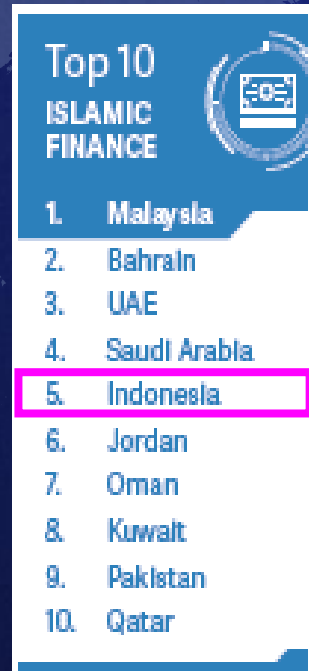 Top 10
ISLAMIC
FINANCE
1. Malaysia
2. Bahrain
3. UAE
4. Saudi Arabia
5. Indonesia
6. Jordan
7. Oman
8. Kuwait
9. Pakistan
10. Qatar